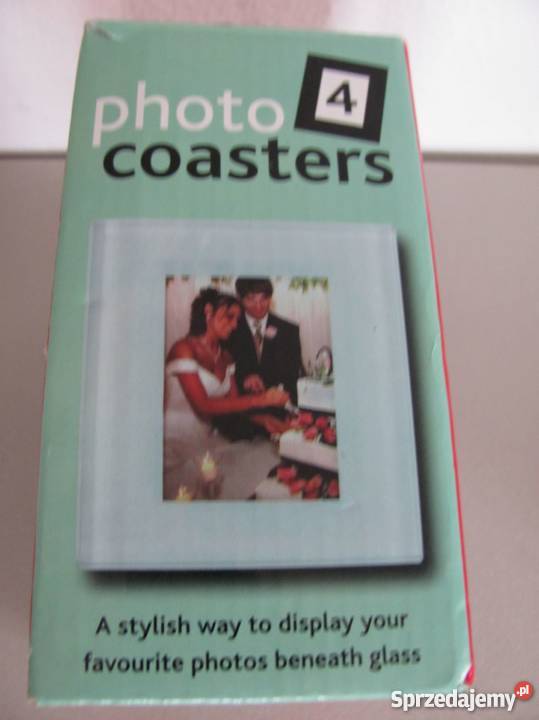 photo 4
coasters
A stylish way to display your
favourite photos beneath glass
Sprzedajemy.pl